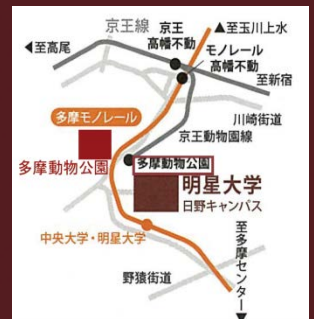 京王線
京王
高幡不動
▲至玉川上水
◀至高尾
モノレール
高幡不動
至新宿
川崎街道
多摩モノレール
京王動物園線
多摩動物公園
多摩動物公園
明星大学
日野キャンパス
中央大学・明星大学
至多摩センター▼
野猿街道